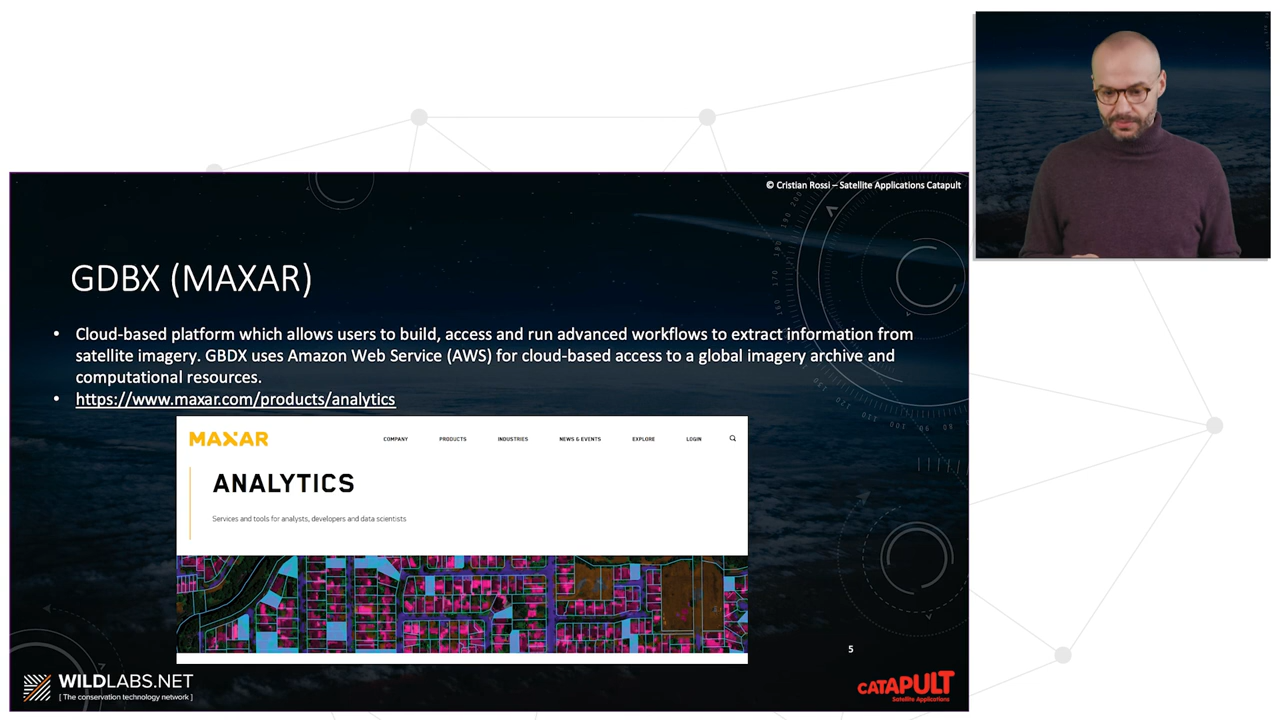 © Cristian Rossi – Satellite Applications Catapult
GDBX (MAXAR)
• Cloud-based platform which allows users to build, access and run advanced workflows to extract information from
satellite imagery. GBDX uses Amazon Web Service (AWS) for cloud-based access to a global imagery archive and
computational resources.
• https://www.maxar.com/products/analytics
MAXAR
COMPANY PRODUCTS INDUSTRIES NEWS & EVENTS EXPLORE LOGIN
ANALYTICS
Services and tools for analysts, developers and data scientists
5
WILDLABS.NET
[ The conservation technology network ]
CATAPULT
Satellite Applications